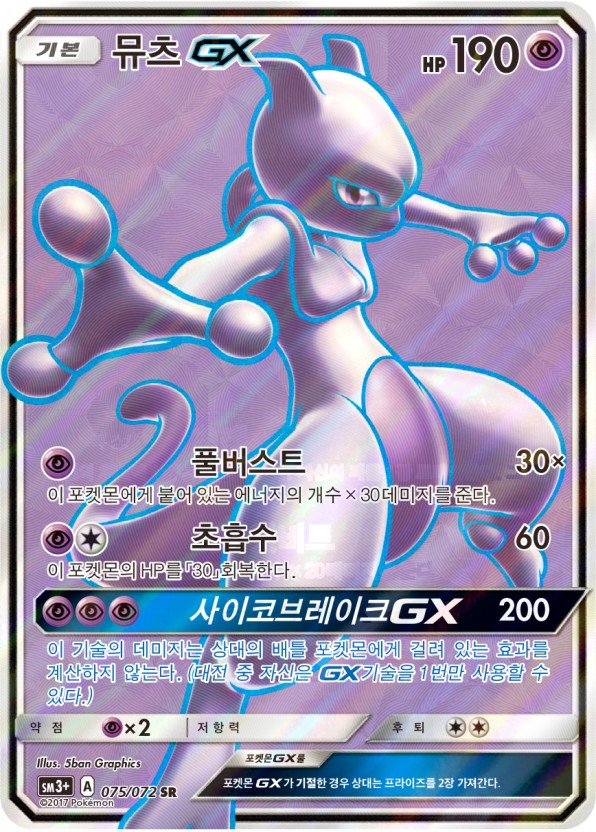 기본 뮤츠 GX HP 190
풀버스트 30×
이 포켓몬에게 붙어 있는 에너지의 개수 × 30데미지를 준다.
초흡수 60
이 포켓몬의 HP를 「30」회복한다.
사이코브레이크GX 200
이 기술의 데미지는 상대의 배틀 포켓몬에게 걸려 있는 효과를
계산하지 않는다. (대전 중 자신은 GX기술을 1번만 사용할 수
있다.)
약점 ×2 저항력 후퇴
Illus. 5ban Graphics
포켓몬GX룰
SM3+ A 075/072 SR
포켓몬 GX가 기절한 경우 상대는 프라이즈를 2장 가져간다.
©2017 Pokémon